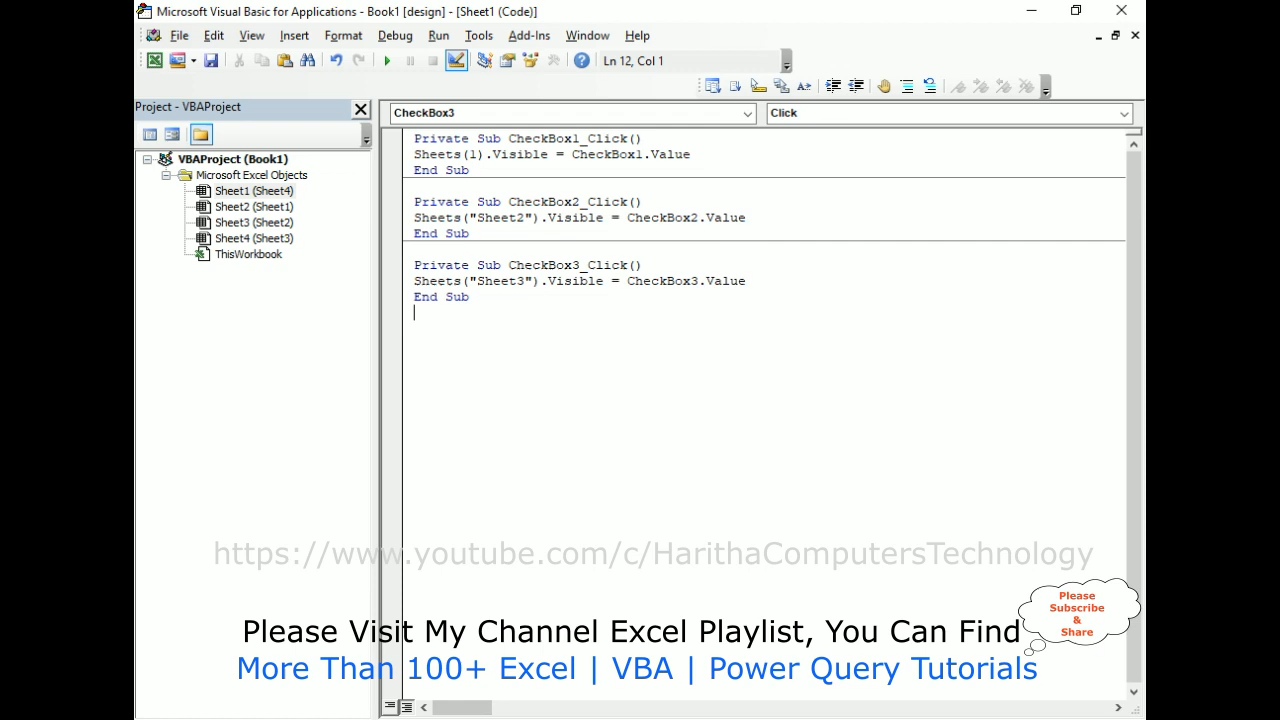 Microsoft Visual Basic for Applications - Book1 [design] - [Sheet1 (Code)]
File Edit View Insert Format Debug Run Tools Add-Ins Window Help
Ln 12, Col 1
Project - VBAProject
CheckBox3 Click
VBAProject (Book1)
Microsoft Excel Objects
Sheet1 (Sheet4)
Sheet2 (Sheet1)
Sheet3 (Sheet2)
Sheet4 (Sheet3)
ThisWorkbook
Private Sub CheckBox1_Click()
Sheets(1).Visible = CheckBox1.Value
End Sub
Private Sub CheckBox2_Click()
Sheets("Sheet2").Visible = CheckBox2.Value
End Sub
Private Sub CheckBox3_Click()
Sheets("Sheet3").Visible = CheckBox3.Value
End Sub
https://www.youtube.com/c/HarithaComputersTechnology
Please
Subscribe
&
Share
Please Visit My Channel Excel Playlist, You Can Find
More Than 100+ Excel | VBA | Power Query Tutorials